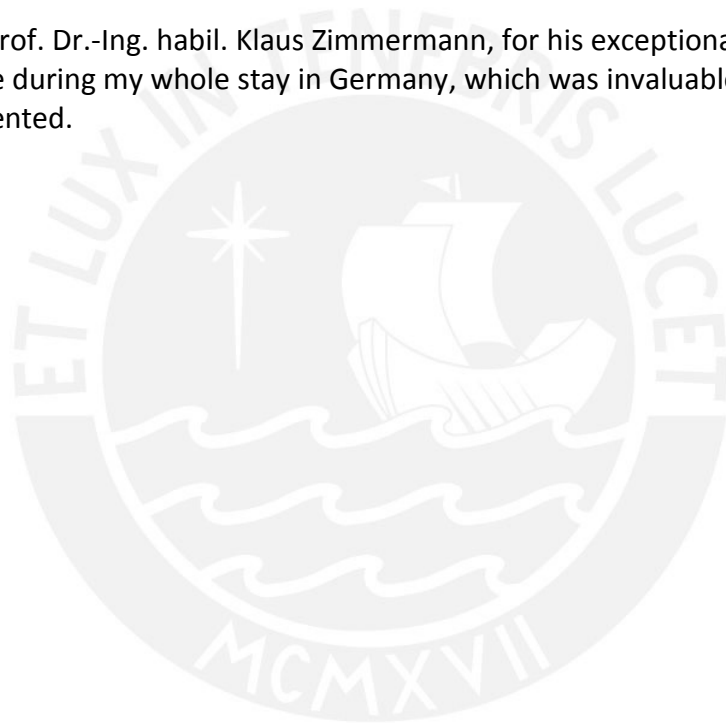 rof. Dr.-Ing. habil. Klaus Zimmermann, for his exceptiona
e during my whole stay in Germany, which was invaluable
ented.
ET LUX IN TENEBRIS LUCET
MCMXVII